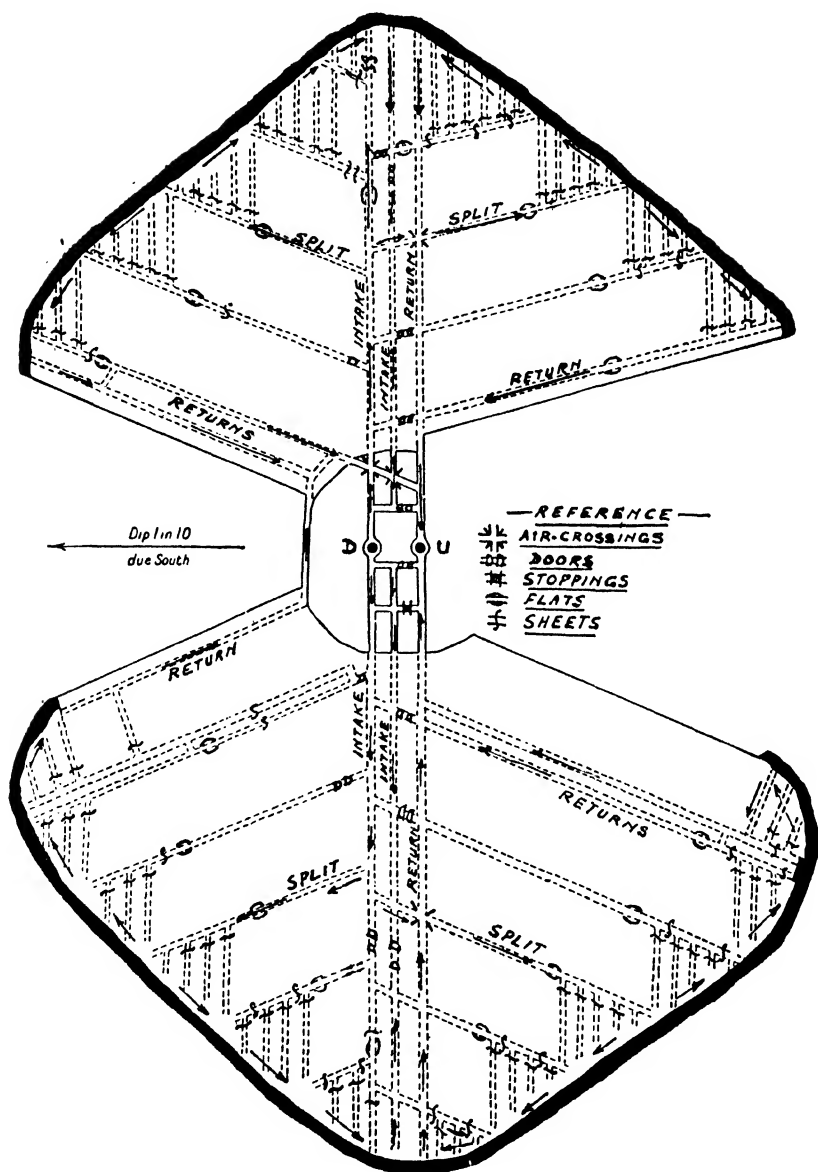 SPLIT
SPLIT
INTAKE
RETURN
INTAKE
RETURN
RETURNS
Dip 1 in 10
due South
D
U
— REFERENCE —
AIR-CROSSINGS
DOORS
STOPPINGS
FLATS
SHEETS
RETURN
INTAKE
INTAKE
RETURNS
RETURN
SPLIT
SPLIT